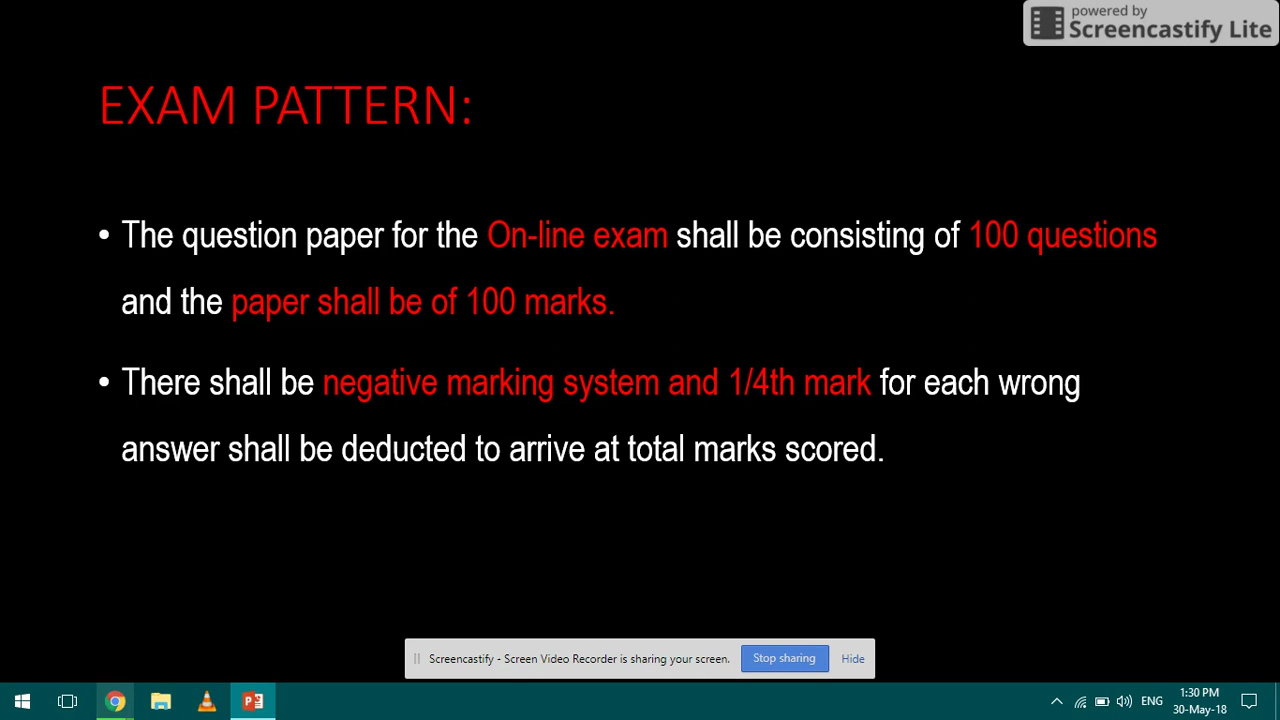 powered by
Screencastify Lite
EXAM PATTERN:
• The question paper for the On-line exam shall be consisting of 100 questions
and the paper shall be of 100 marks.
• There shall be negative marking system and 1/4th mark for each wrong
answer shall be deducted to arrive at total marks scored.
Screencastify - Screen Video Recorder is sharing your screen. Stop sharing Hide
ENG 1:30 PM
30-May-18